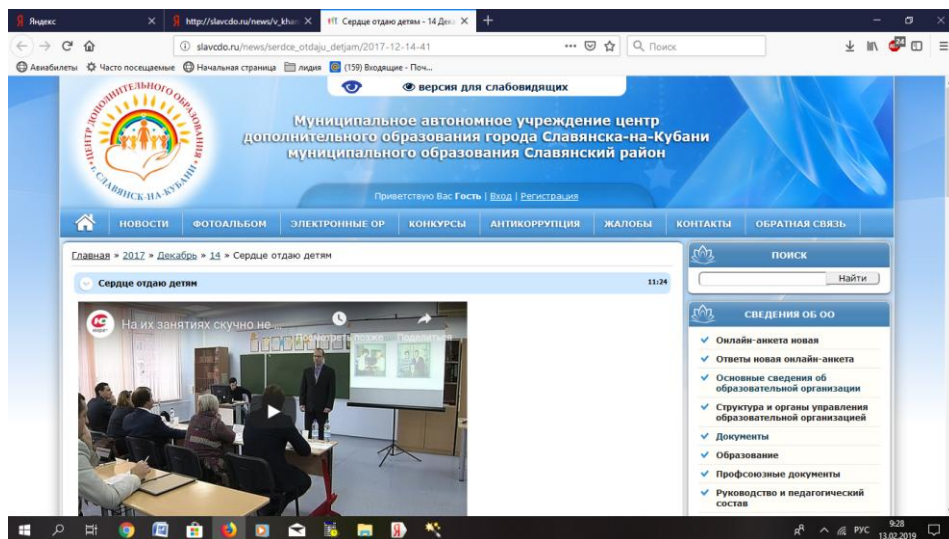 Яндекс
http://slavcdo.ru/news/v_khan
Сердце отдаю детям - 14 Дека
slavcdo.ru/news/serdce_otdaju_detjam/2017-12-14-41
Поиск
24
Авиабилеты
Часто посещаемые
Начальная страница
лидия
(159) Входящие - Поч...
ЦЕНТР ДОПОЛНИТЕЛЬНОГО ОБРАЗОВАНИЯ
г. СЛАВЯНСК-НА-КУБАНИ
версия для слабовидящих
Муниципальное автономное учреждение центр
дополнительного образования города Славянска-на-Кубани
муниципального образования Славянский район
Приветствую Вас Гость | Вход | Регистрация
НОВОСТИ
ФОТОАЛЬБОМ
ЭЛЕКТРОННЫЕ ОР
КОНКУРСЫ
АНТИКОРРУПЦИЯ
ЖАЛОБЫ
КОНТАКТЫ
ОБРАТНАЯ СВЯЗЬ
Главная » 2017 » Декабрь » 14 » Сердце отдаю детям
Сердце отдаю детям
11:24
На их занятиях скучно не ...
Посмотреть позже
Поделиться
ПОИСК
Найти
СВЕДЕНИЯ ОБ ОО
Онлайн-анкета новая
Ответы новая онлайн-анкета
Основные сведения об
образовательной организации
Структура и органы управления
образовательной организацией
Документы
Образование
Профсоюзные документы
Руководство и педагогический
состав
РУС
9:28
13.02.2019